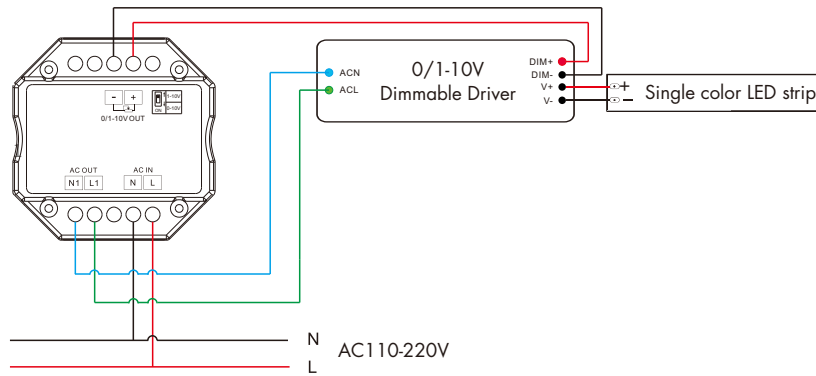 - +
0/1-10V OUT
ON
1-10V
0-10V
AC OUT
AC IN
N1 L1
N L
ACN
ACL
0/1-10V
Dimmable Driver
DIM+
DIM-
V+
V-
+
−
Single color LED strip
N
L
AC110-220V